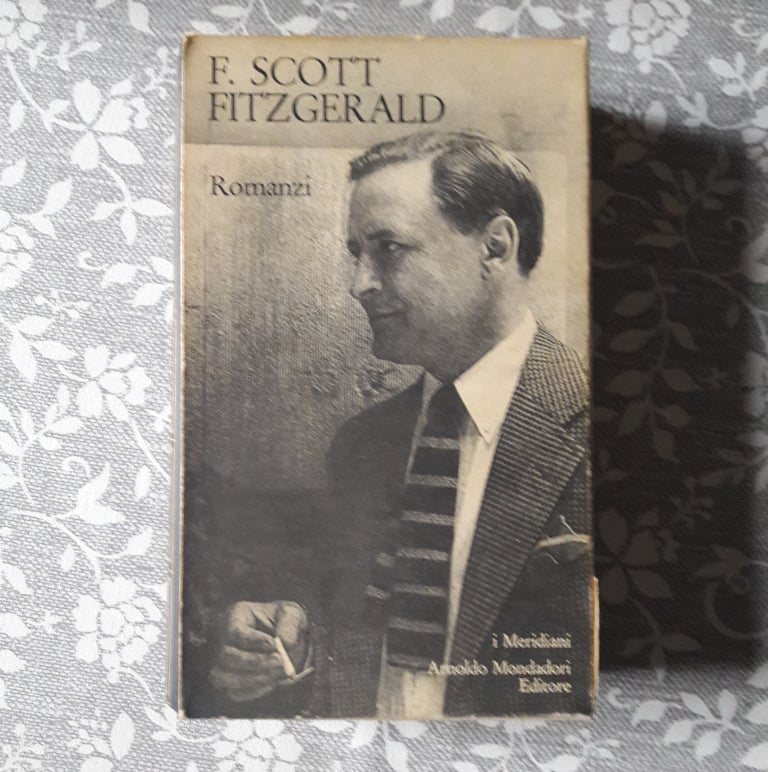 F. SCOTT
FITZGERALD
Romanzi
i Meridiani
Arnoldo Mondadori
Editore